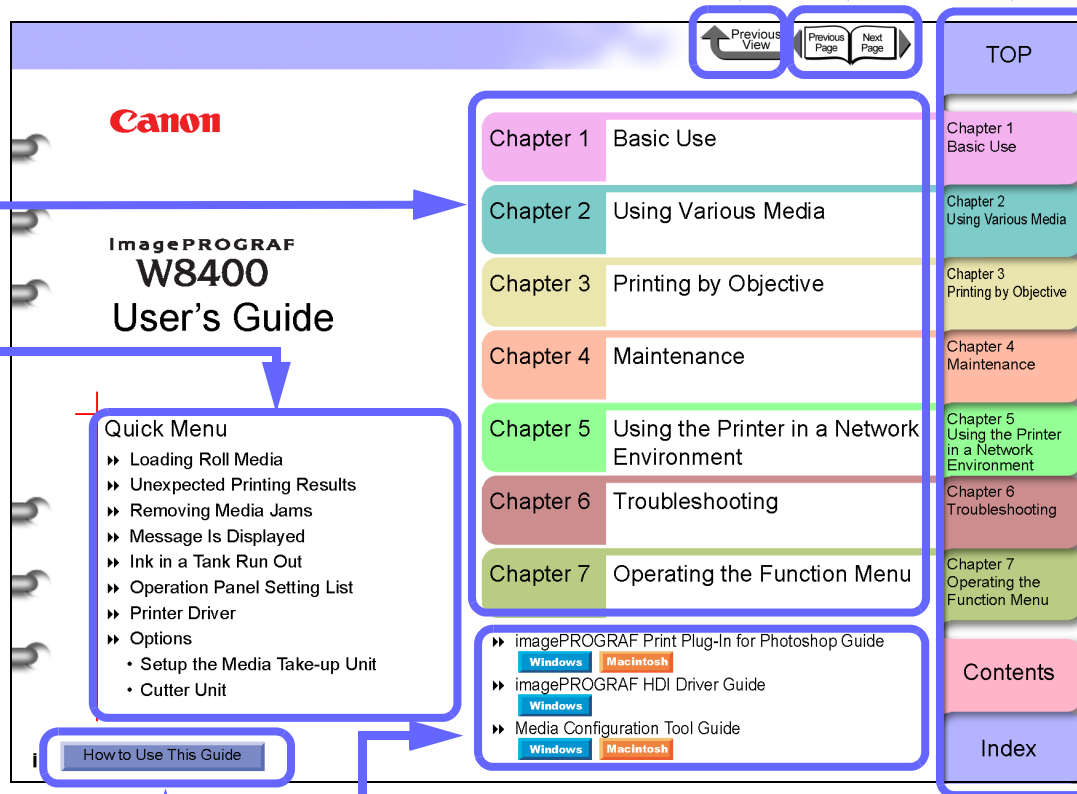 Previous
View
Previous
Page
Next
Page
TOP
Canon
imagePROGRAF
W8400
User's Guide
Quick Menu
Loading Roll Media
Unexpected Printing Results
Removing Media Jams
Message Is Displayed
Ink in a Tank Run Out
Operation Panel Setting List
Printer Driver
Options
• Setup the Media Take-up Unit
• Cutter Unit
i
How to Use This Guide
Chapter 1 Basic Use
Chapter 2 Using Various Media
Chapter 3 Printing by Objective
Chapter 4 Maintenance
Chapter 5 Using the Printer in a Network
Environment
Chapter 6 Troubleshooting
Chapter 7 Operating the Function Menu
imagePROGRAF Print Plug-In for Photoshop Guide
Windows Macintosh
imagePROGRAF HDI Driver Guide
Windows
Media Configuration Tool Guide
Windows Macintosh
Chapter 1
Basic Use
Chapter 2
Using Various Media
Chapter 3
Printing by Objective
Chapter 4
Maintenance
Chapter 5
Using the Printer
in a Network
Environment
Chapter 6
Troubleshooting
Chapter 7
Operating the
Function Menu
Contents
Index